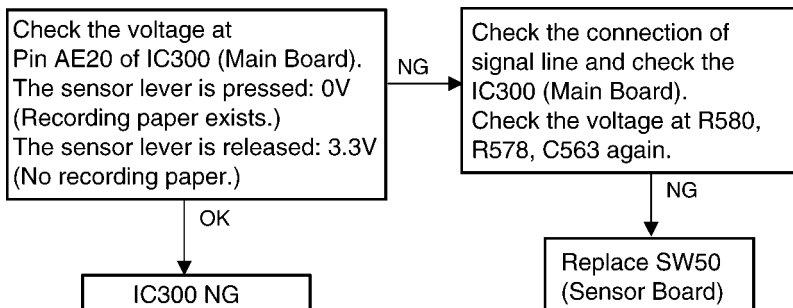 Check the voltage at
Pin AE20 of IC300 (Main Board).
The sensor lever is pressed: 0V
(Recording paper exists.)
The sensor lever is released: 3.3V
(No recording paper.)
NG
Check the connection of
signal line and check the
IC300 (Main Board).
Check the voltage at R580,
R578, C563 again.
OK
NG
IC300 NG
Replace SW50
(Sensor Board)